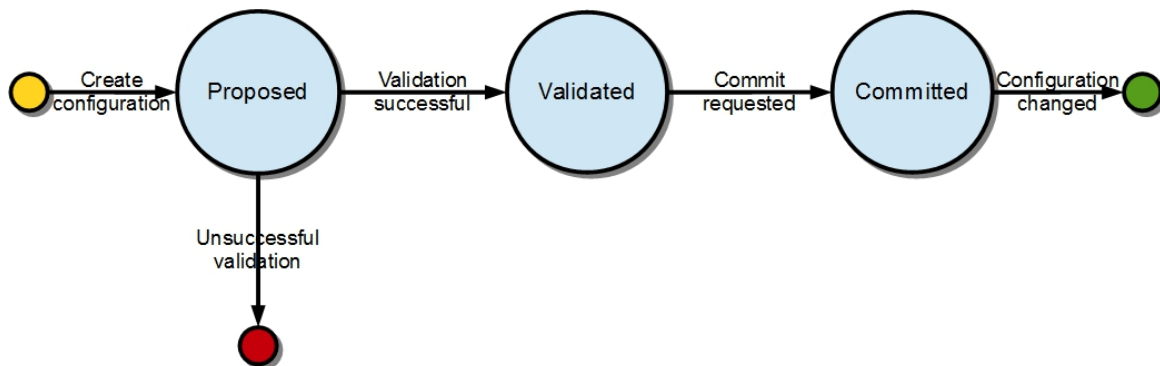 Create
configuration
Proposed
Validation
successful
Validated
Commit
requested
Committed
Configuration
changed
Unsuccessful
validation